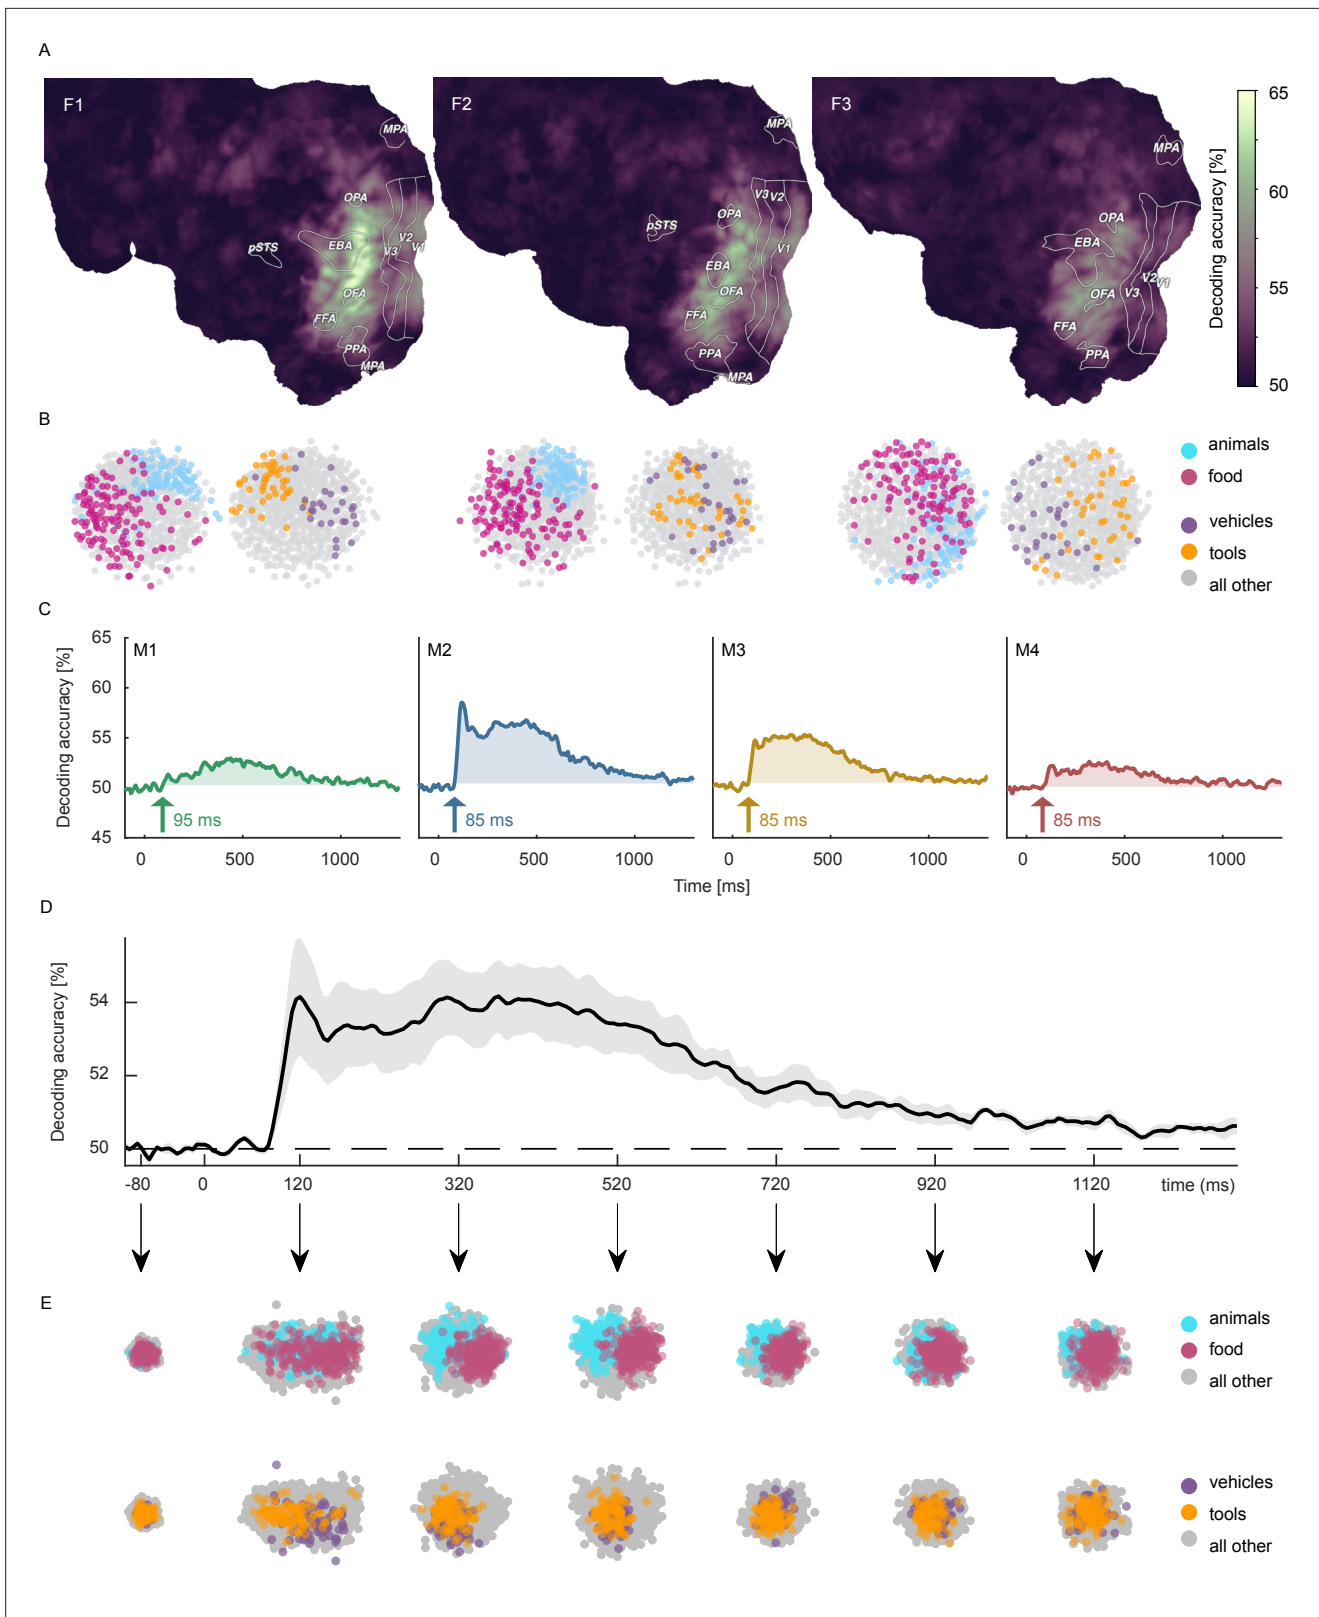 A
F1
F2
F3
MPA
OPA
pSTS
EBA
V3
V2
V1
OFA
FFA
PPA
MPA
MPA
V3
V2
OPA
pSTS
V1
EBA
OFA
FFA
PPA
MPA
MPA
OPA
EBA
V2
V1
V3
OFA
FFA
PPA
65
60
55
50
Decoding accuracy [%]
B
animals
food
vehicles
tools
all other
C
Decoding accuracy [%]
65
60
55
50
45
M1
M2
M3
M4
95 ms
85 ms
85 ms
85 ms
0 500 1000
0 500 1000
0 500 1000
0 500 1000
Time [ms]
D
Decoding accuracy [%]
54
52
50
-80 0 120 320 520 720 920 1120 time (ms)
E
animals
food
all other
vehicles
tools
all other